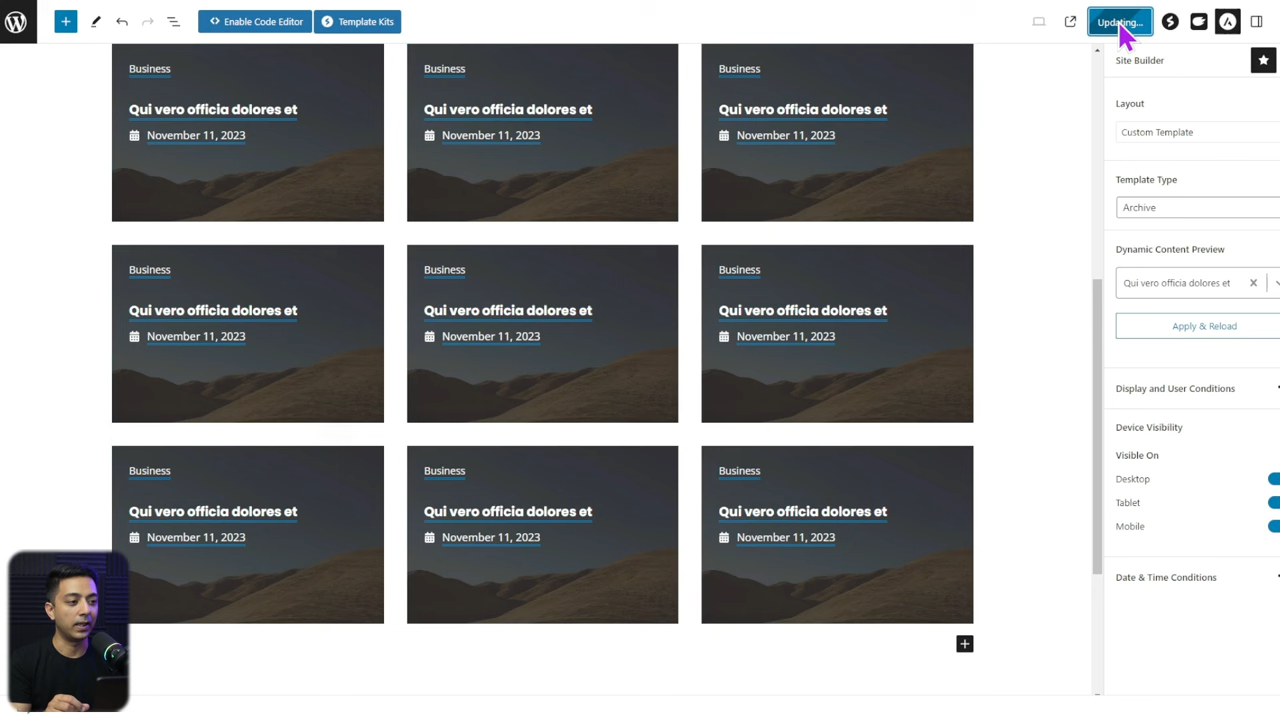 Enable Code Editor
Template Kits
Updating...
Site Builder
Layout
Custom Template
Template Type
Archive
Dynamic Content Preview
Qui vero officia dolores et
Apply & Reload
Display and User Conditions
Device Visibility
Visible On
Desktop
Tablet
Mobile
Date & Time Conditions
Business
Qui vero officia dolores et
November 11, 2023
Business
Qui vero officia dolores et
November 11, 2023
Business
Qui vero officia dolores et
November 11, 2023
Business
Qui vero officia dolores et
November 11, 2023
Business
Qui vero officia dolores et
November 11, 2023
Business
Qui vero officia dolores et
November 11, 2023
Business
Qui vero officia dolores et
November 11, 2023
Business
Qui vero officia dolores et
November 11, 2023
Business
Qui vero officia dolores et
November 11, 2023